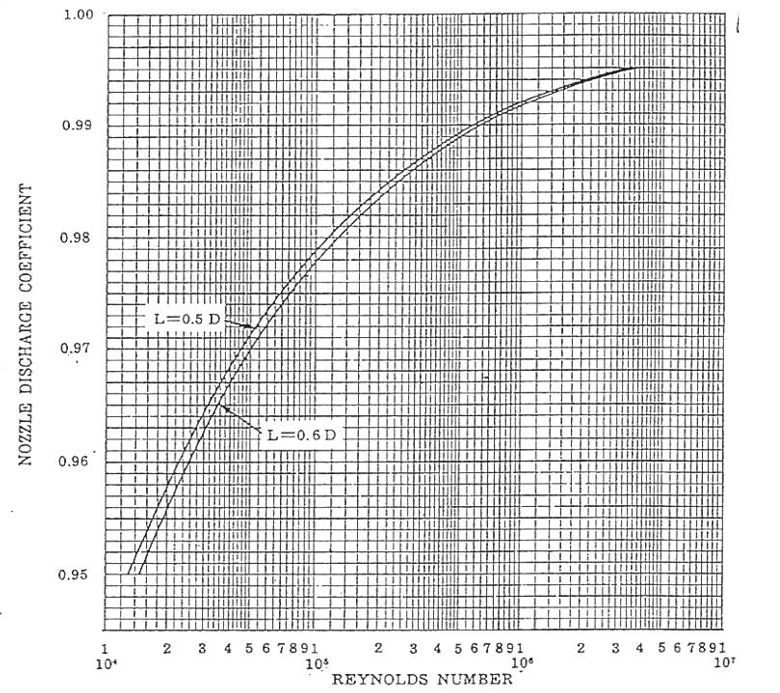 1.00
0.99
0.98
0.97
0.96
0.95
NOZZLE DISCHARGE COEFFICIENT
L=0.5 D
L=0.6 D
1 2 3 4 5 6 7 8 9 1 2 3 4 5 6 7 8 9 1 2 3 4 5 6 7 8 9 1
10⁴ 10⁵ 10⁶ 10⁷
REYNOLDS NUMBER